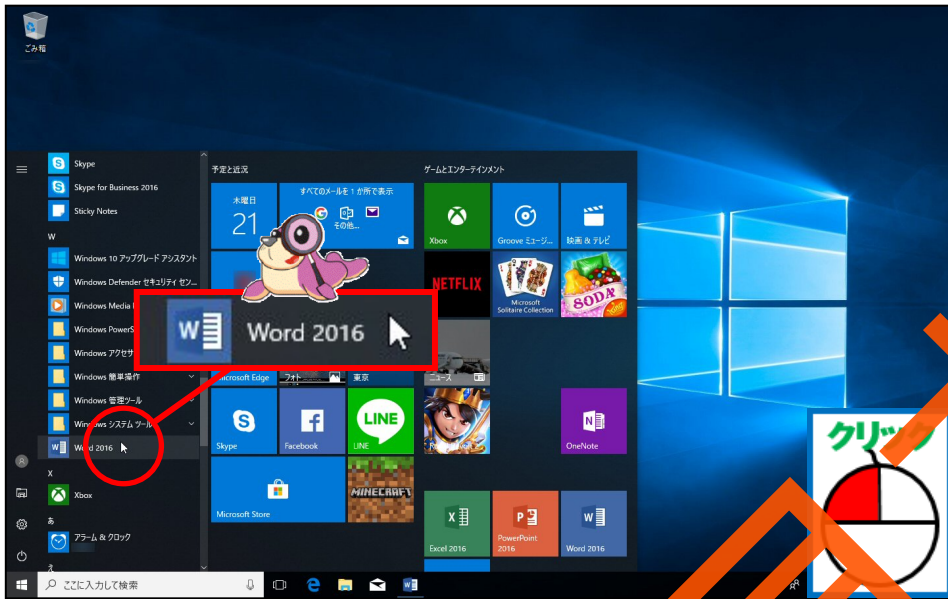 ごみ箱
Skype
Skype for Business 2016
Sticky Notes
W
Windows 10 アップグレード アシスタント
Windows Defender セキュリティ セン...
Windows Media
Windows PowerS
Windows アクセサ
Windows 簡単操作
Windows 管理ツール
Windows システム ツール
Word 2016
X
Xbox
あ
アラーム & クロック
え
予定と近況
木曜日
21
すべてのメールを 1 か所で表示
その他...
Word 2016
Microsoft Edge
フォト
東京
Skype
Facebook
LINE
LINE
Microsoft Store
MINECRAFT
ゲームとエンターテインメント
Xbox
Groove ミュージ...
映画 & テレビ
NETFLIX
Microsoft
Solitaire Collection
SODA
ニュース
OneNote
Excel 2016
PowerPoint
2016
Word 2016
クリック
ここに入力して検索